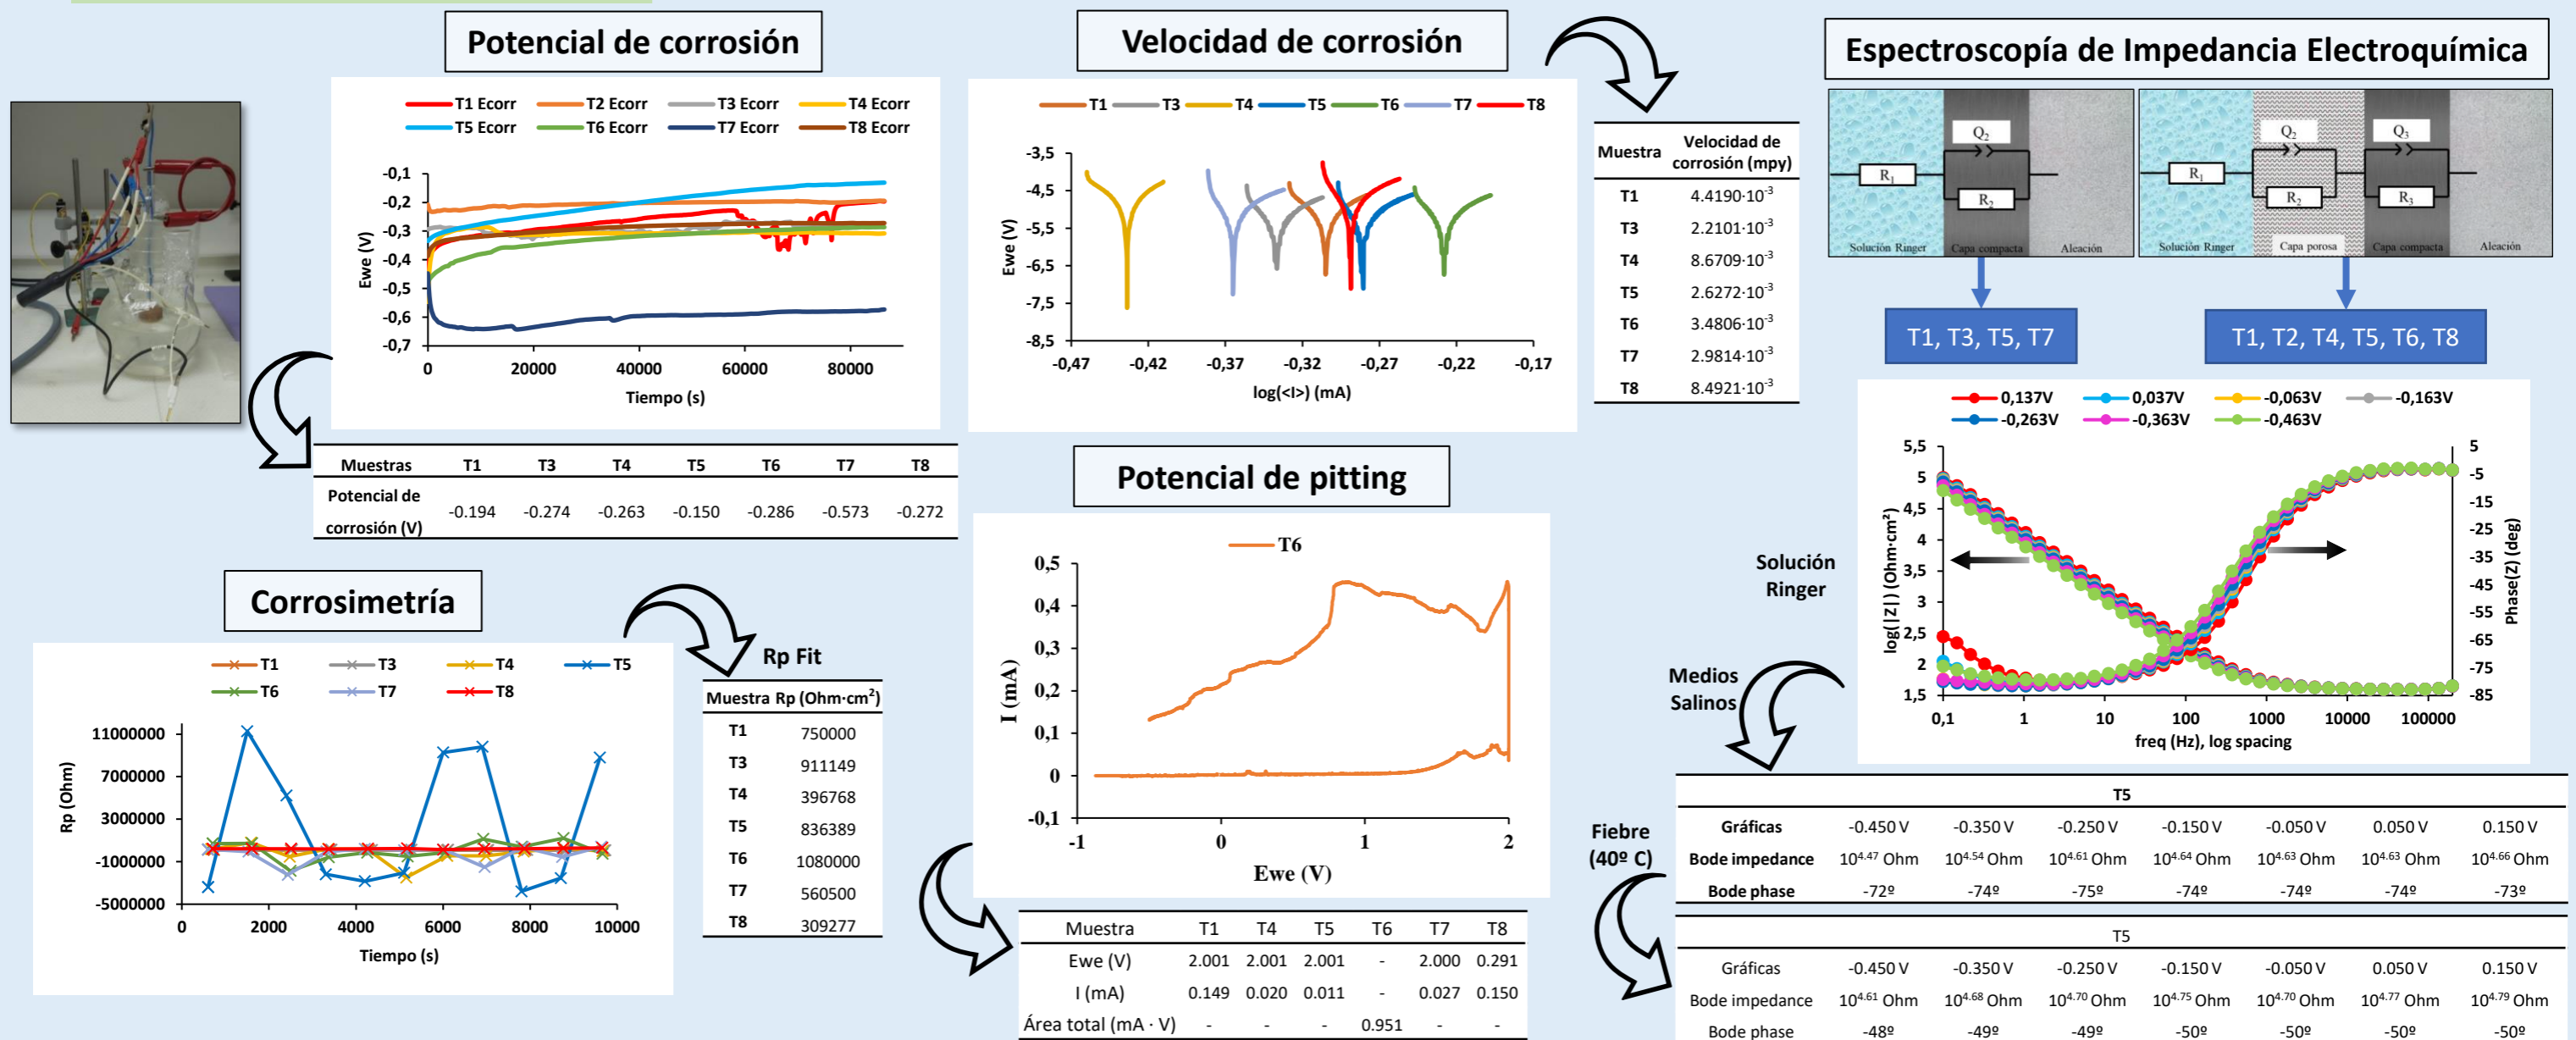 Potencial de corrosión
T1 Ecorr T2 Ecorr T3 Ecorr T4 Ecorr
T5 Ecorr T6 Ecorr T7 Ecorr T8 Ecorr
Ewe (V)
-0,1
-0,2
-0,3
-0,4
-0,5
-0,6
-0,7
0 20000 40000 60000 80000
Tiempo (s)
Muestras T1 T3 T4 T5 T6 T7 T8
Potencial de
corrosión (V) -0.194 -0.274 -0.263 -0.150 -0.286 -0.573 -0.272
Corrosimetría
T1 T3 T4 T5
T6 T7 T8
Rp (Ohm)
11000000
7000000
3000000
-1000000
-5000000
0 2000 4000 6000 8000 10000
Tiempo (s)
Rp Fit
Muestra Rp (Ohm·cm²)
T1 750000
T3 911149
T4 396768
T5 836389
T6 1080000
T7 560500
T8 309277
Velocidad de corrosión
T1 T3 T4 T5 T6 T7 T8
Ewe (V)
-3,5
-4,5
-5,5
-6,5
-7,5
-8,5
-0,47 -0,42 -0,37 -0,32 -0,27 -0,22 -0,17
log(<I>) (mA)
Muestra Velocidad de
corrosión (mpy)
T1 4.4190·10⁻³
T3 2.2101·10⁻³
T4 8.6709·10⁻³
T5 2.6272·10⁻³
T6 3.4806·10⁻³
T7 2.9814·10⁻³
T8 8.4921·10⁻³
Potencial de pitting
T6
I (mA)
0,5
0,4
0,3
0,2
0,1
0
-0,1
-1 0 1 2
Ewe (V)
Muestra T1 T4 T5 T6 T7 T8
Ewe (V) 2.001 2.001 2.001 - 2.000 0.291
I (mA) 0.149 0.020 0.011 - 0.027 0.150
Área total (mA · V) - - - 0.951 - -
Espectroscopía de Impedancia Electroquímica
Q₂
R₁
R₂
Solución Ringer Capa compacta Aleación
Q₂ Q₃
R₁
R₂ R₃
Solución Ringer Capa porosa Capa compacta Aleación
T1, T3, T5, T7
T1, T2, T4, T5, T6, T8
0,137V 0,037V -0,063V -0,163V
-0,263V -0,363V -0,463V
log(|Z|) (Ohm·cm²)
5,5
5
4,5
4
3,5
3
2,5
2
1,5
5
-5
-15
-25
-35
-45
-55
-65
-75
-85
Phase(Z) (deg)
0,1 1 10 100 1000 10000 100000
freq (Hz), log spacing
Solución
Ringer
Medios
Salinos
T5
Gráficas -0.450 V -0.350 V -0.250 V -0.150 V -0.050 V 0.050 V 0.150 V
Bode impedance 10⁴·⁴⁷ Ohm 10⁴·⁵⁴ Ohm 10⁴·⁶¹ Ohm 10⁴·⁶⁴ Ohm 10⁴·⁶³ Ohm 10⁴·⁶³ Ohm 10⁴·⁶⁶ Ohm
Bode phase -72º -74º -75º -74º -74º -74º -73º
Fiebre
(40º C)
T5
Gráficas -0.450 V -0.350 V -0.250 V -0.150 V -0.050 V 0.050 V 0.150 V
Bode impedance 10⁴·⁶¹ Ohm 10⁴·⁶⁸ Ohm 10⁴·⁷⁰ Ohm 10⁴·⁷⁵ Ohm 10⁴·⁷⁰ Ohm 10⁴·⁷⁷ Ohm 10⁴·⁷⁹ Ohm
Bode phase -48º -49º -49º -50º -50º -50º -50º